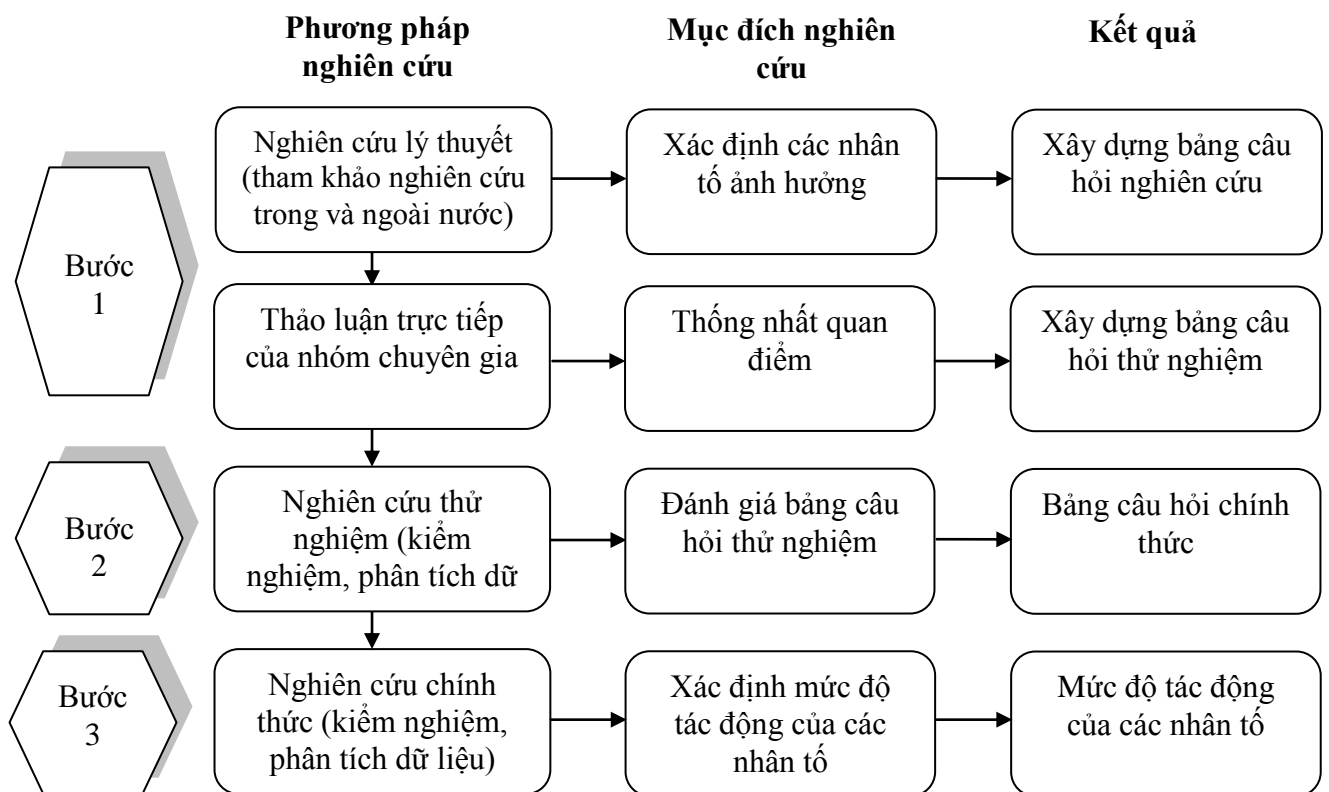 Phương pháp
nghiên cứu
Mục đích nghiên
cứu
Kết quả
Bước
1
Nghiên cứu lý thuyết
(tham khảo nghiên cứu
trong và ngoài nước)
Xác định các nhân
tố ảnh hưởng
Xây dựng bảng câu
hỏi nghiên cứu
Thảo luận trực tiếp
của nhóm chuyên gia
Thống nhất quan
điểm
Xây dựng bảng câu
hỏi thử nghiệm
Bước
2
Nghiên cứu thử
nghiệm (kiểm
nghiệm, phân tích dữ
Đánh giá bảng câu
hỏi thử nghiệm
Bảng câu hỏi chính
thức
Bước
3
Nghiên cứu chính
thức (kiểm nghiệm,
phân tích dữ liệu)
Xác định mức độ
tác động của các
nhân tố
Mức độ tác động
của các nhân tố